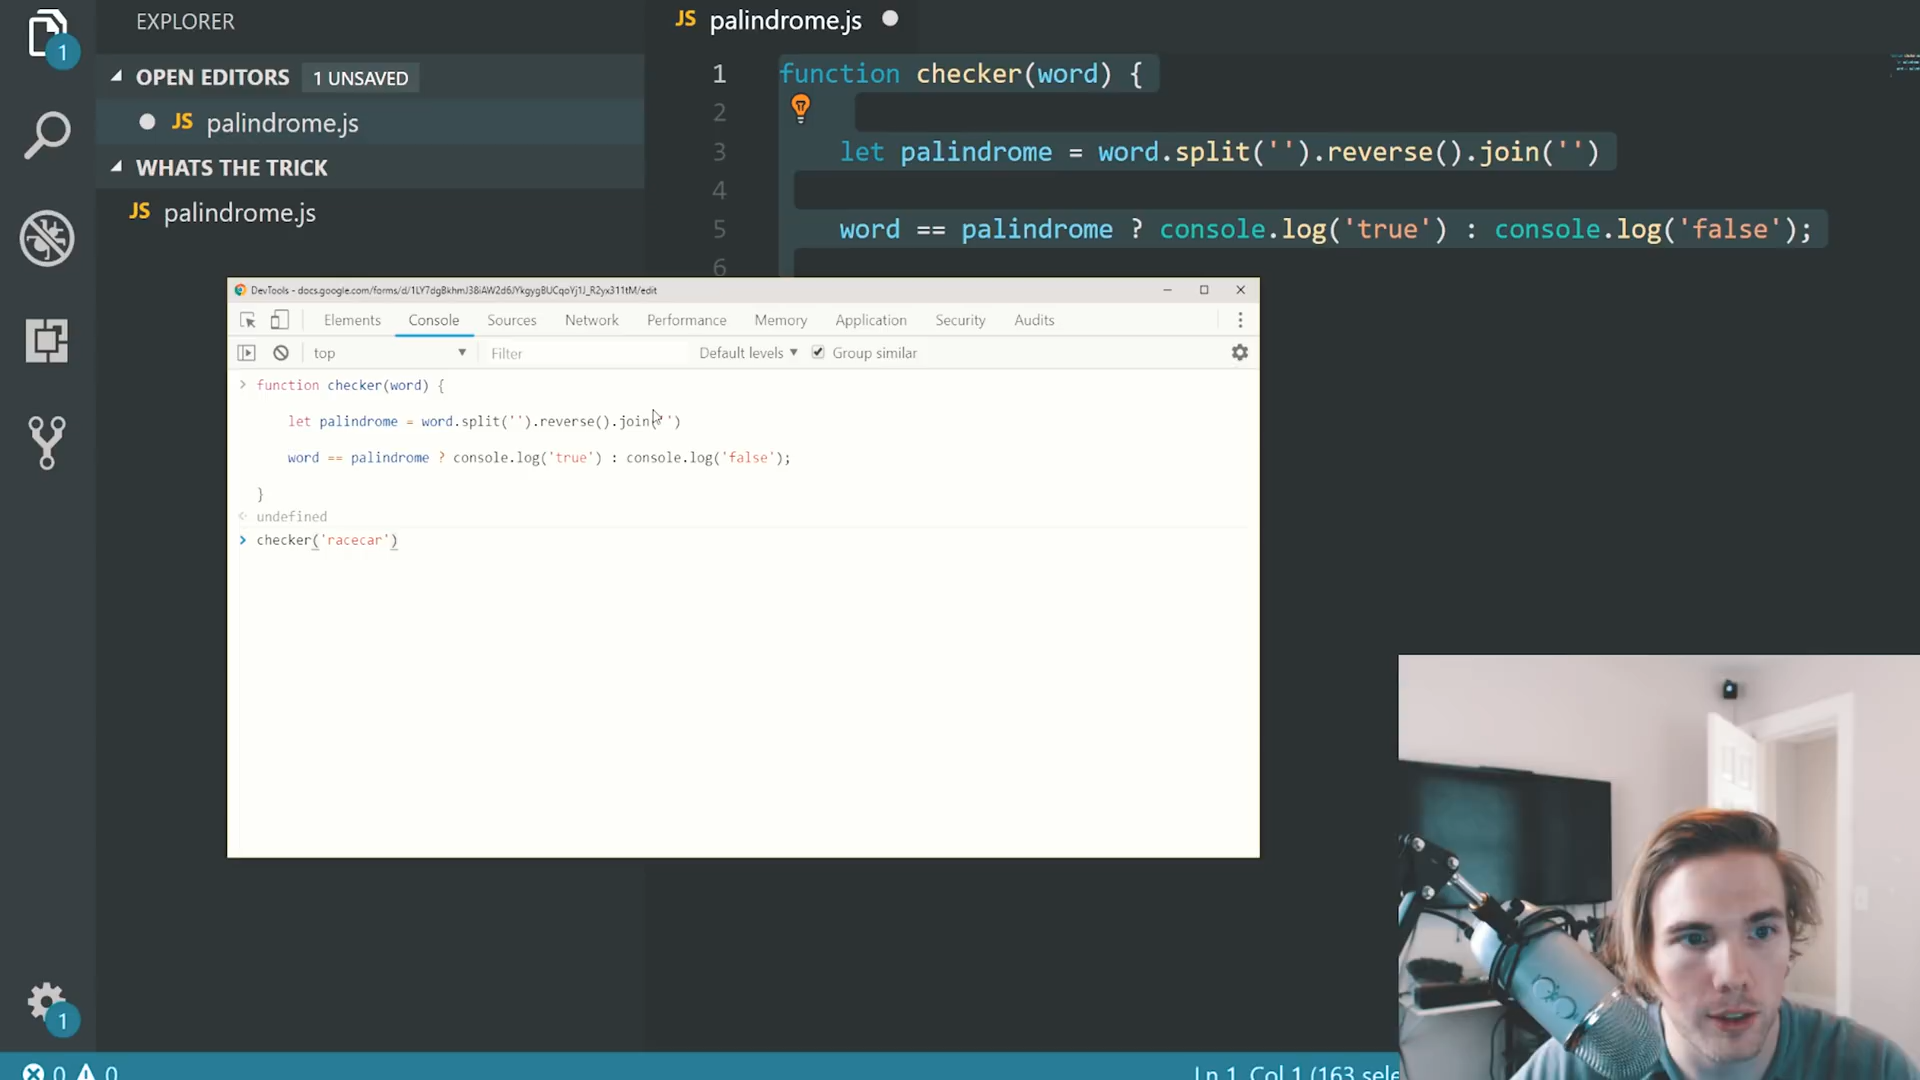 EXPLORER
OPEN EDITORS 1 UNSAVED
JS palindrome.js
WHATS THE TRICK
JS palindrome.js
1
1
JS palindrome.js
1 function checker(word) {
2
3 let palindrome = word.split('').reverse().join('')
4
5 word == palindrome ? console.log('true') : console.log('false');
6
DevTools - docs.google.com/forms/d/1LY7dgBkhmJ38iAW2d6JYkgygBUCqoYj1J_R2yx311tM/edit
Elements Console Sources Network Performance Memory Application Security Audits
top Filter Default levels Group similar
> function checker(word) {
let palindrome = word.split('').reverse().join('')
word == palindrome ? console.log('true') : console.log('false');
}
undefined
> checker('racecar')
0 0
Ln 1, Col 1 (163 sele